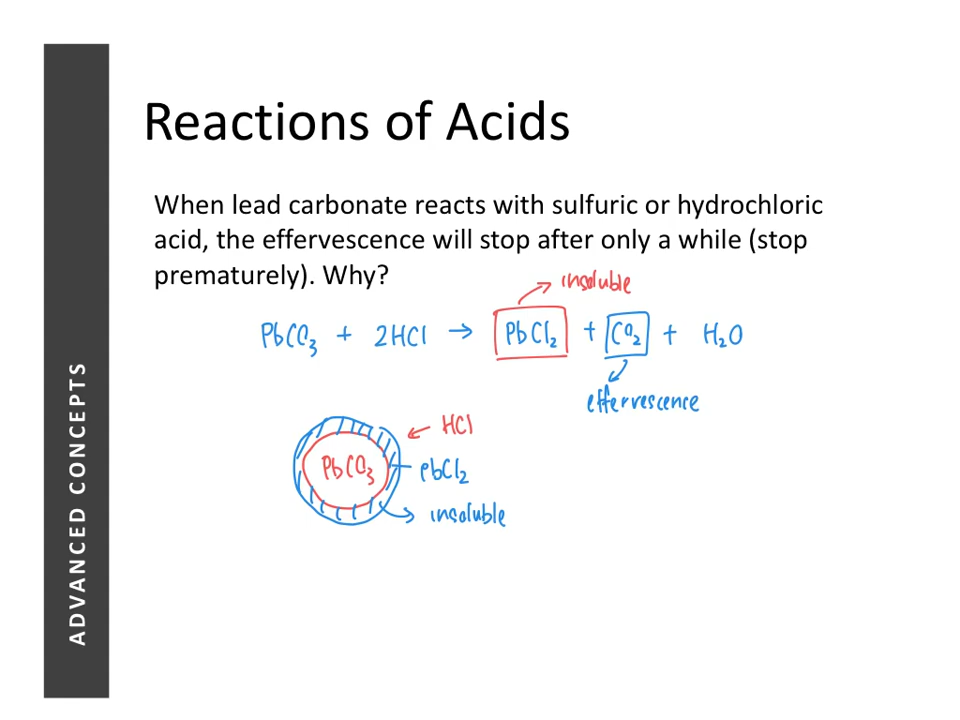 ADVANCED CONCEPTS
Reactions of Acids
When lead carbonate reacts with sulfuric or hydrochloric
acid, the effervescence will stop after only a while (stop
prematurely). Why?
insoluble
PbCO₃ + 2HCl → PbCl₂ + CO₂ + H₂O
effervescence
HCl
PbCO₃
PbCl₂
insoluble